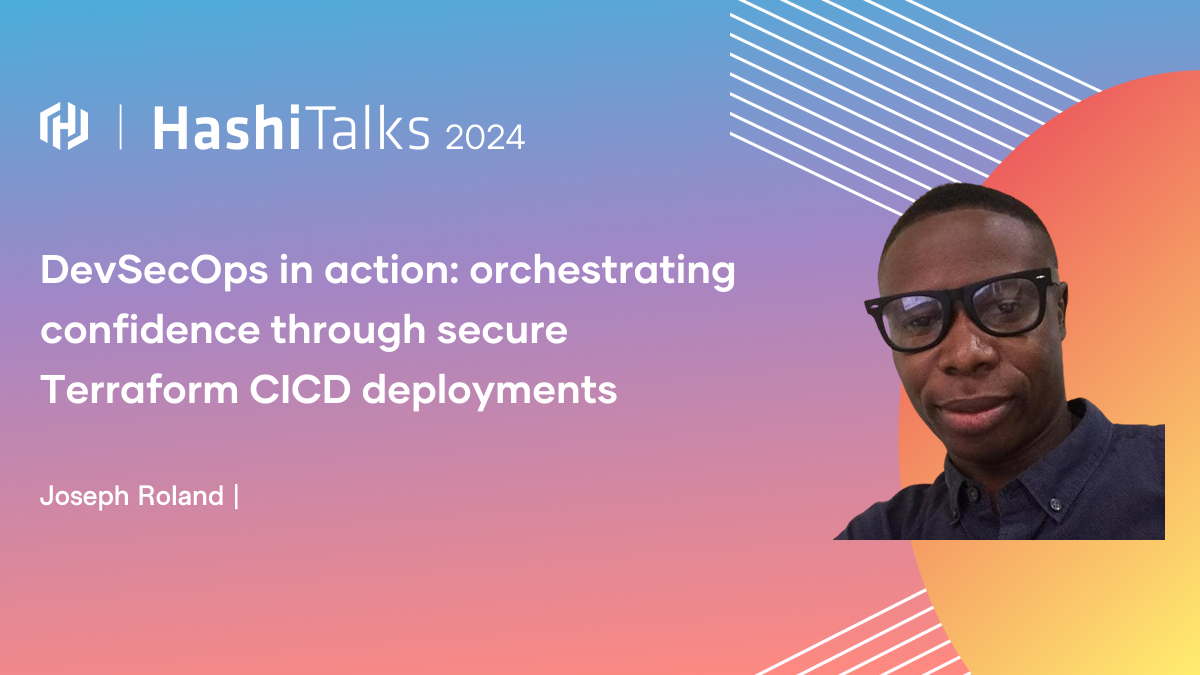 HashiTalks 2024
DevSecOps in action: orchestrating
confidence through secure
Terraform CICD deployments
Joseph Roland |